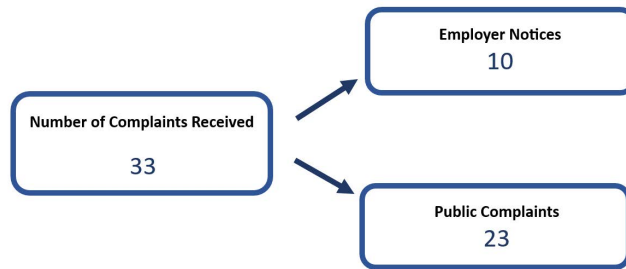 Number of Complaints Received
33
Employer Notices
10
Public Complaints
23